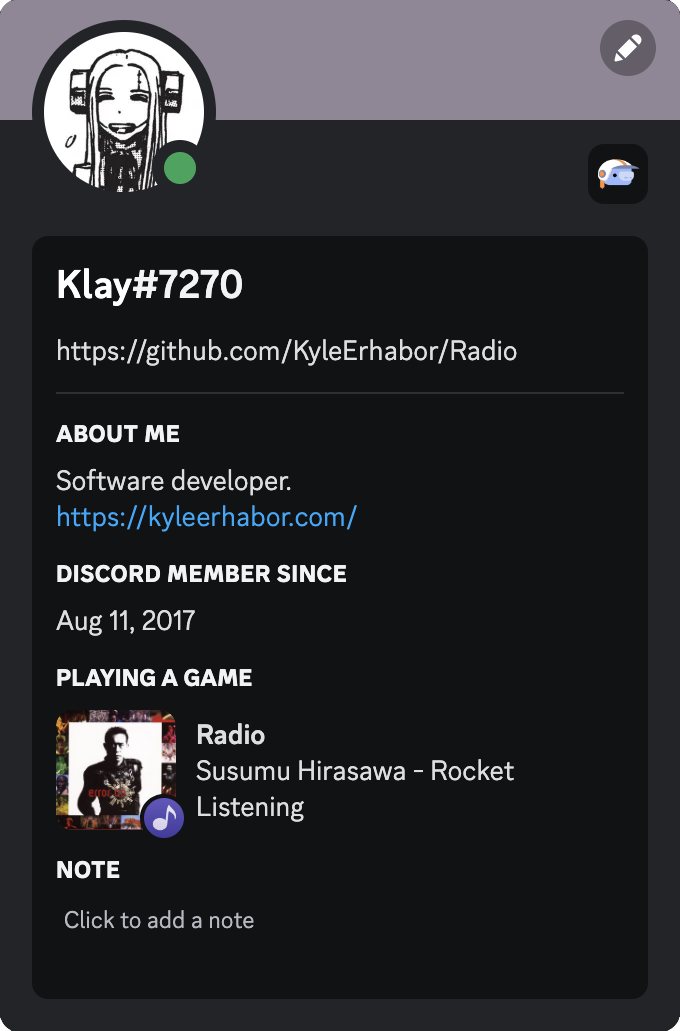 Klay#7270
https://github.com/KyleErhabor/Radio
ABOUT ME
Software developer.
https://kyleerhabor.com/
DISCORD MEMBER SINCE
Aug 11, 2017
PLAYING A GAME
Radio
Susumu Hirasawa - Rocket
Listening
NOTE
Click to add a note